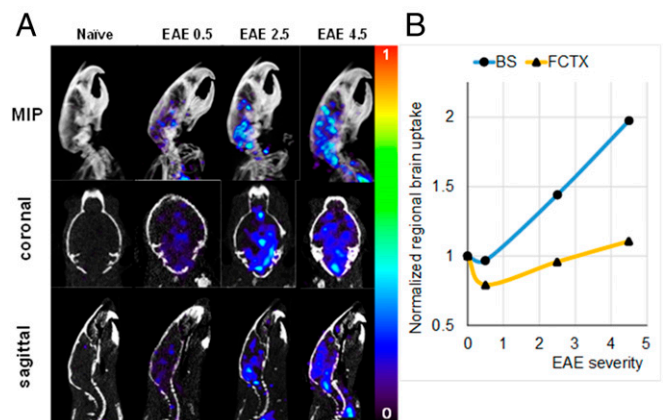 A
Naïve EAE 0.5 EAE 2.5 EAE 4.5
MIP
coronal
sagittal
1
0
B
BS FCTX
Normalized regional brain uptake
2
1.5
1
0.5
0 1 2 3 4 5
EAE severity